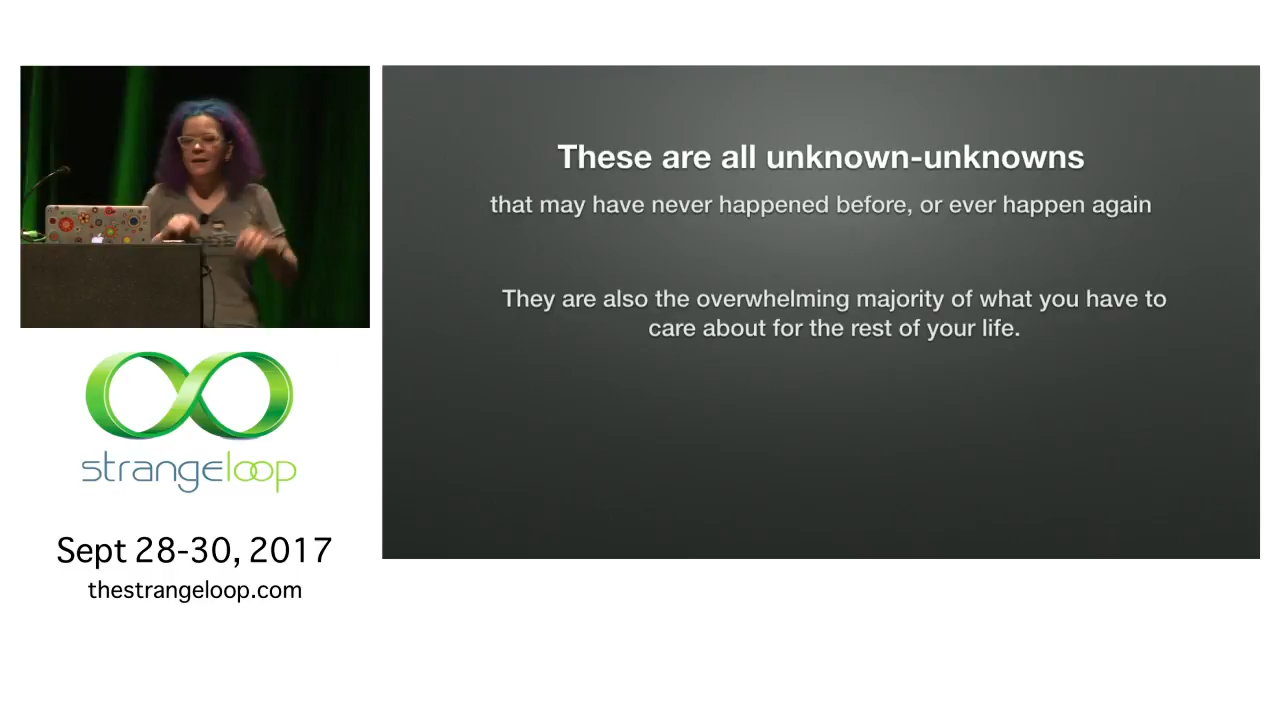 These are all unknown-unknowns
that may have never happened before, or ever happen again
They are also the overwhelming majority of what you have to
care about for the rest of your life.
strangeloop
Sept 28-30, 2017
thestrangeloop.com